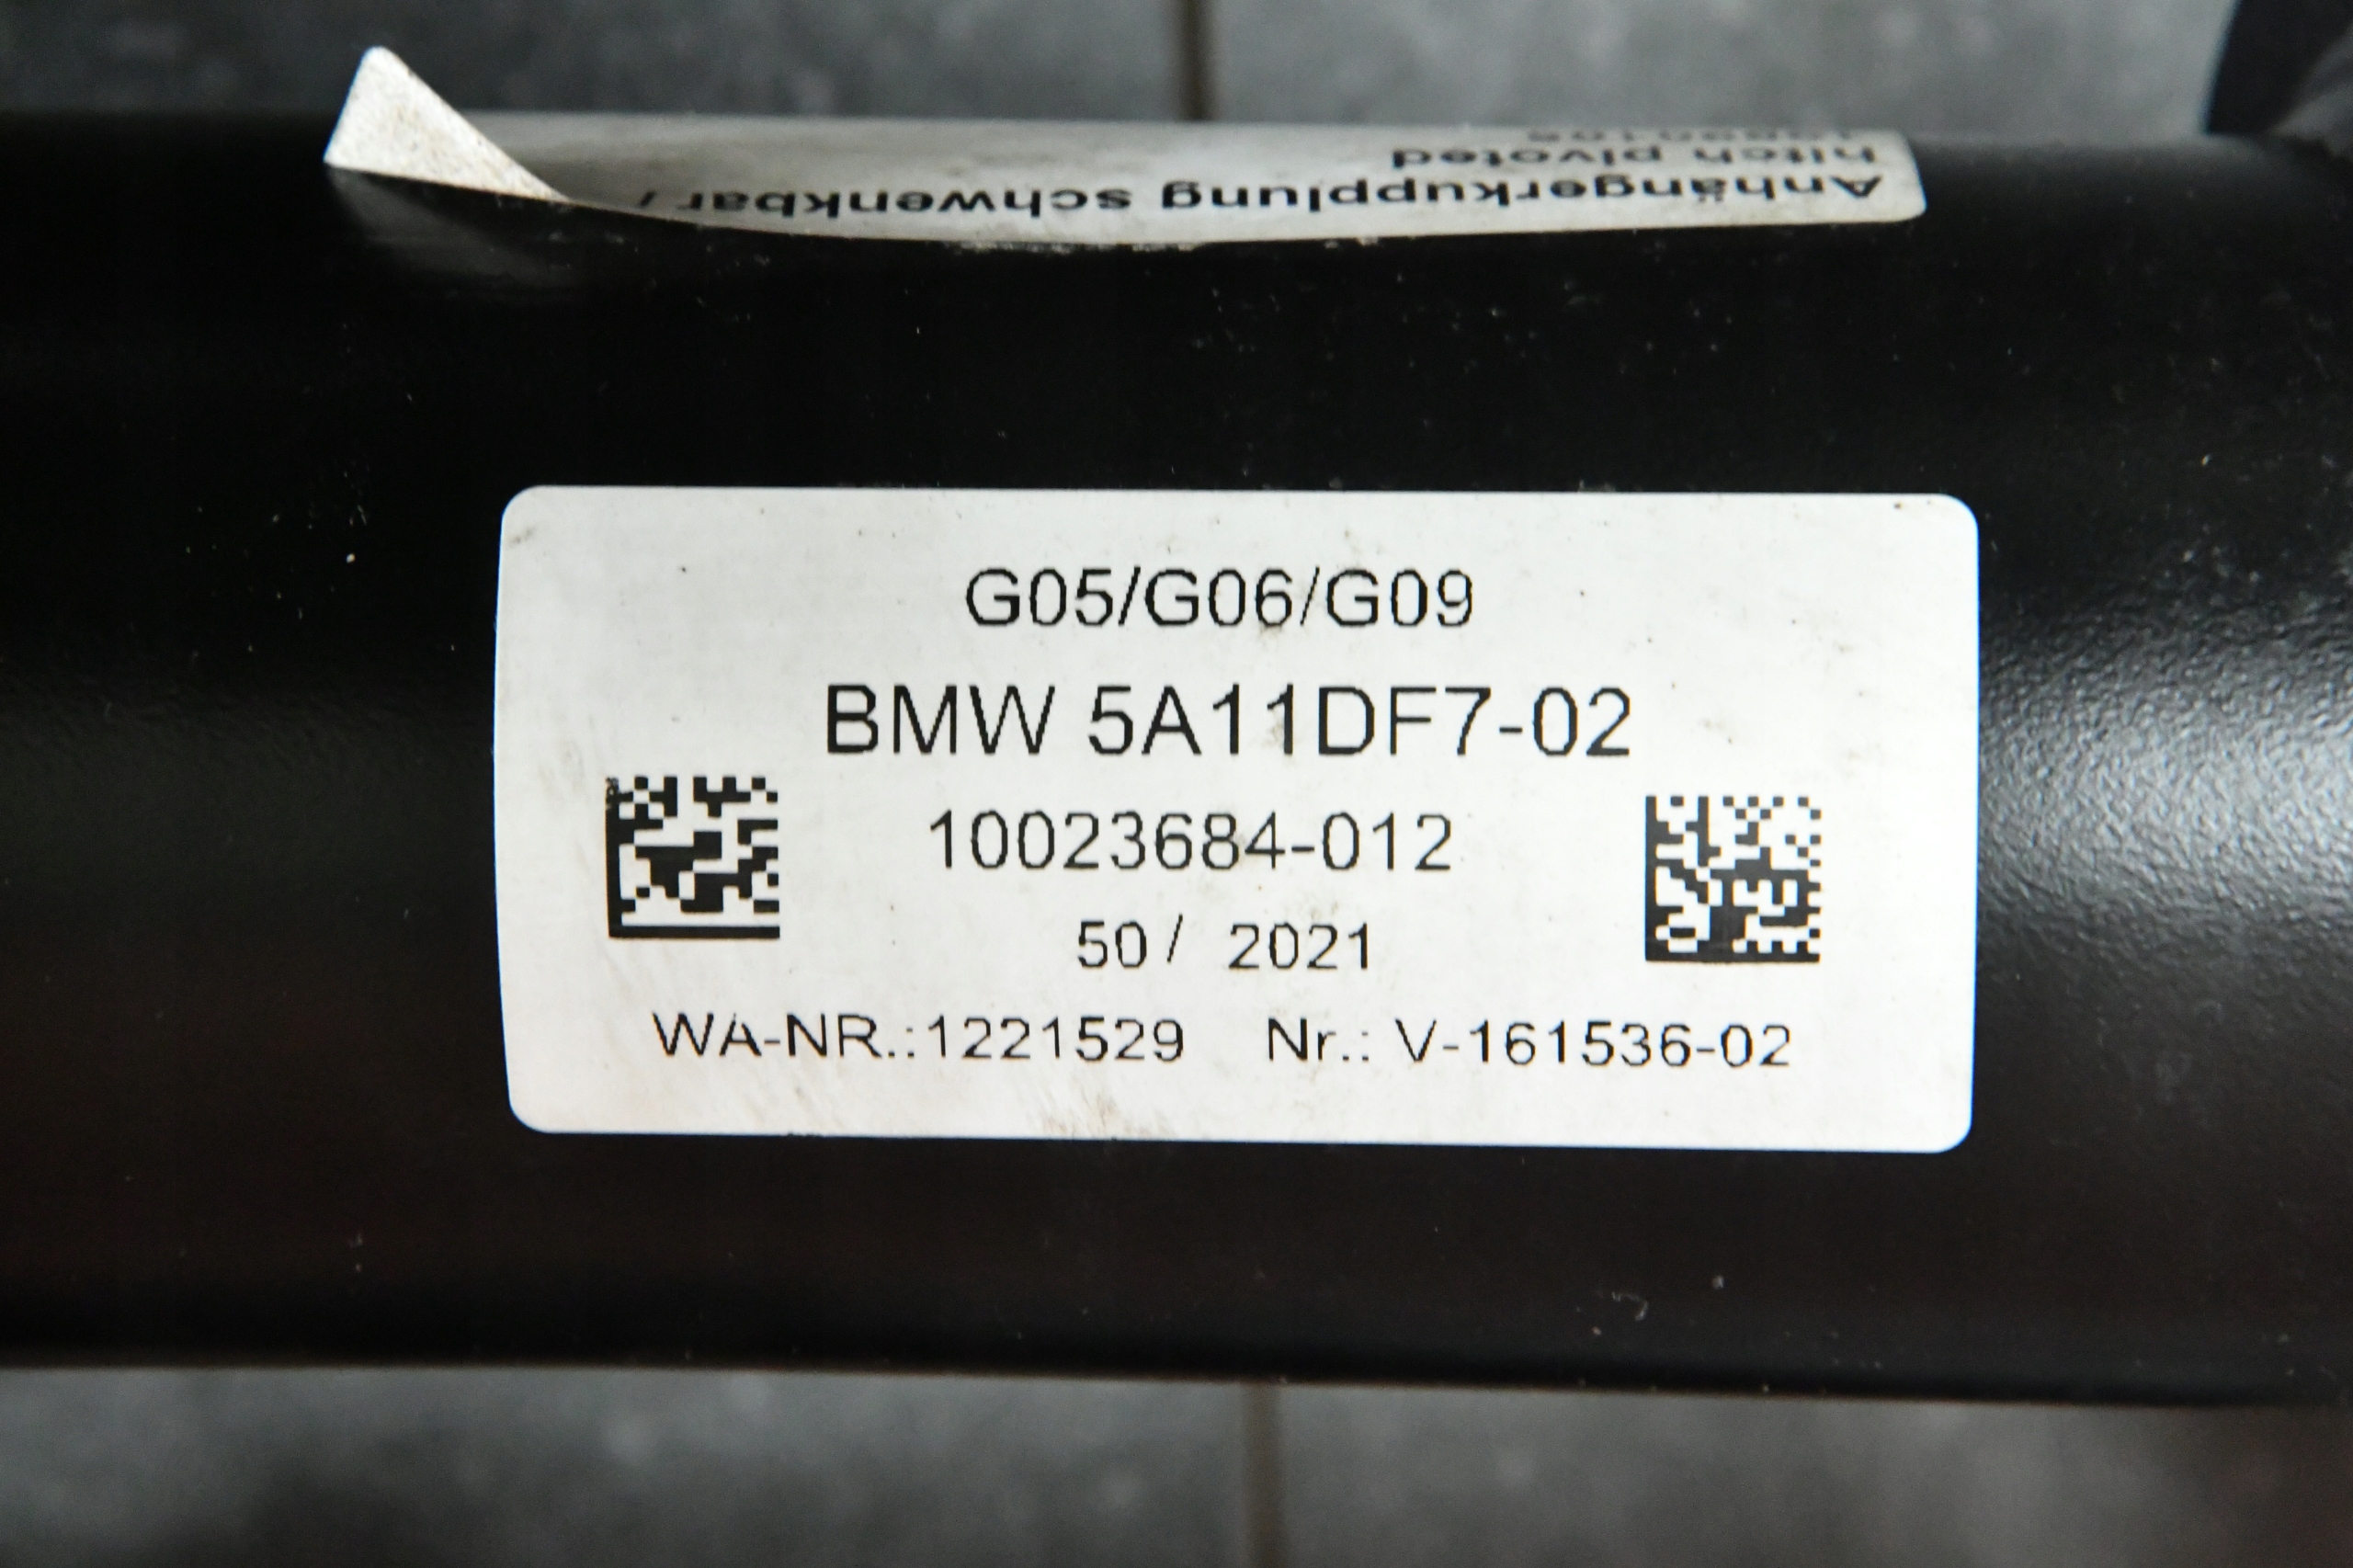 Anhängerkupplung schwenkbar /
hitch pivoted
G05/G06/G09
BMW 5A11DF7-02
10023684-012
50/ 2021
WA-NR.:1221529 Nr.: V-161536-02